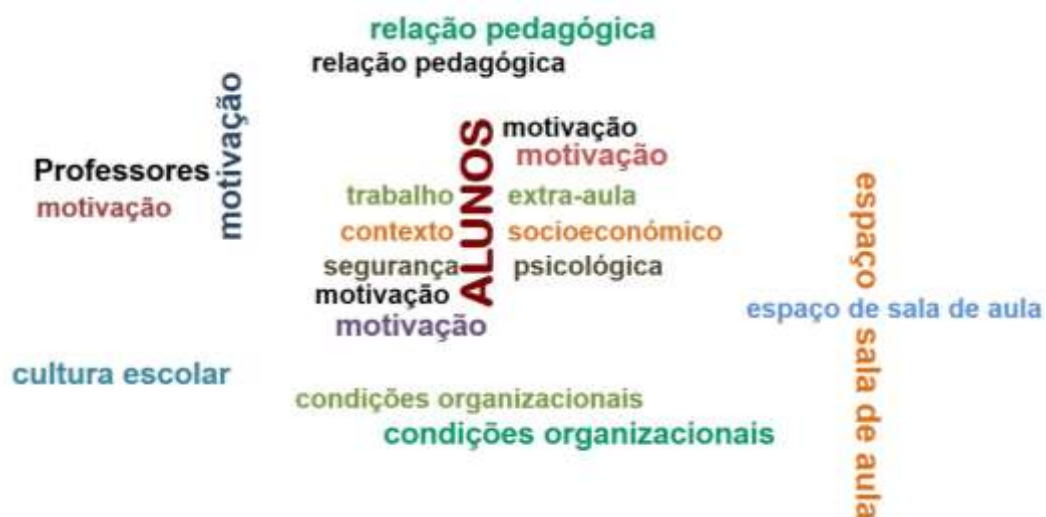 relação pedagógica
relação pedagógica
motivação
Professores
motivação
ALUNOS
motivação
motivação
trabalho extra-aula
contexto socioeconómico
segurança psicológica
motivação
motivação
espaço sala de aula
espaço de sala de aula
cultura escolar
condições organizacionais
condições organizacionais